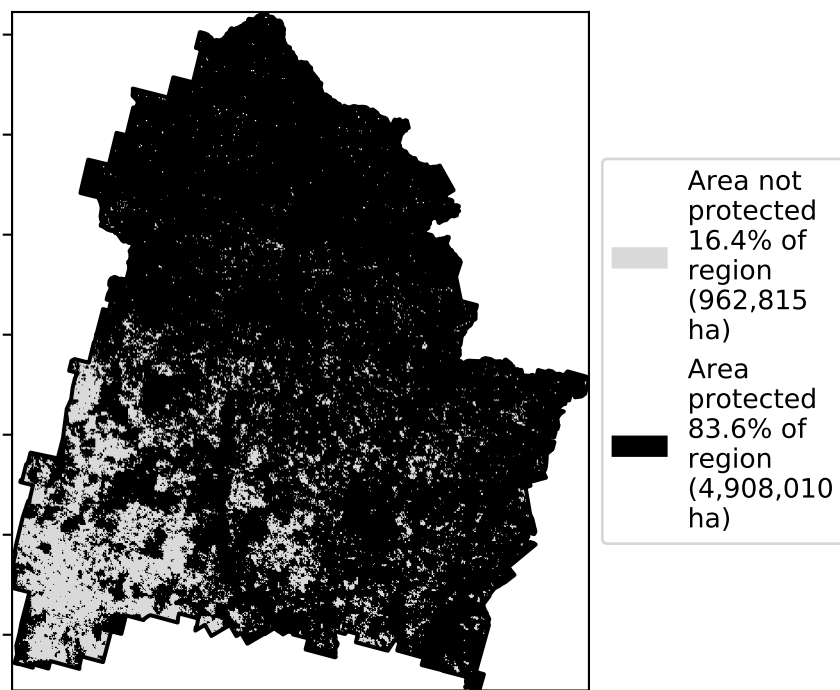 Area not
protected
16.4% of
region
(962,815
ha)
Area
protected
83.6% of
region
(4,908,010
ha)